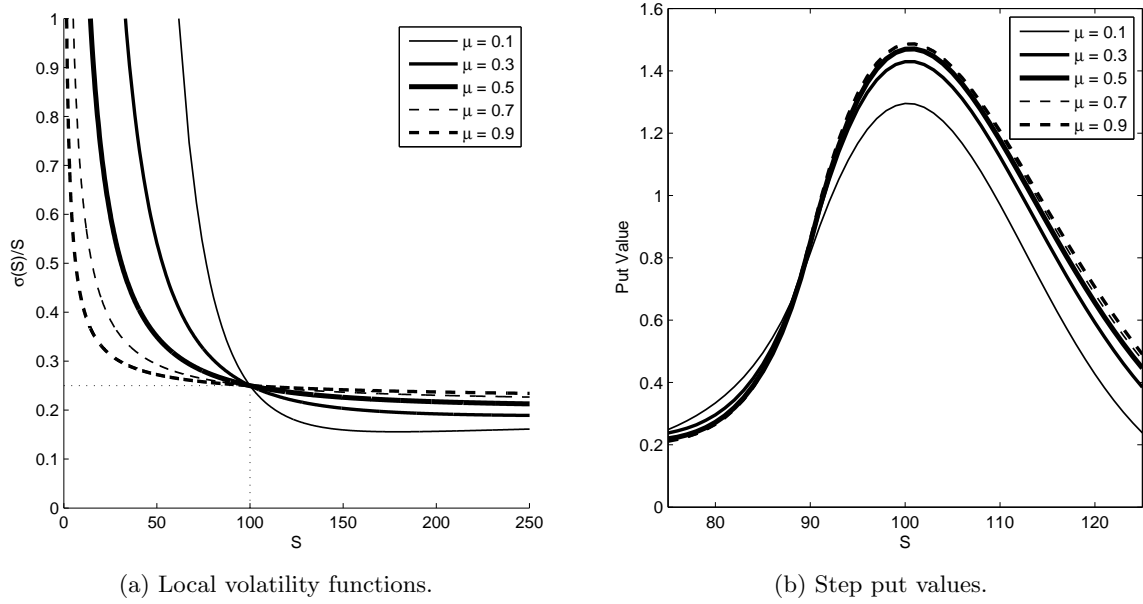 1
0.9
0.8
0.7
0.6
0.5
0.4
0.3
0.2
0.1
0
σ(S)/S
0 50 100 150 200 250
S
μ = 0.1
μ = 0.3
μ = 0.5
μ = 0.7
μ = 0.9
(a) Local volatility functions.
1.6
1.4
1.2
1
0.8
0.6
0.4
0.2
0
Put Value
80 90 100 110 120
S
μ = 0.1
μ = 0.3
μ = 0.5
μ = 0.7
μ = 0.9
(b) Step put values.